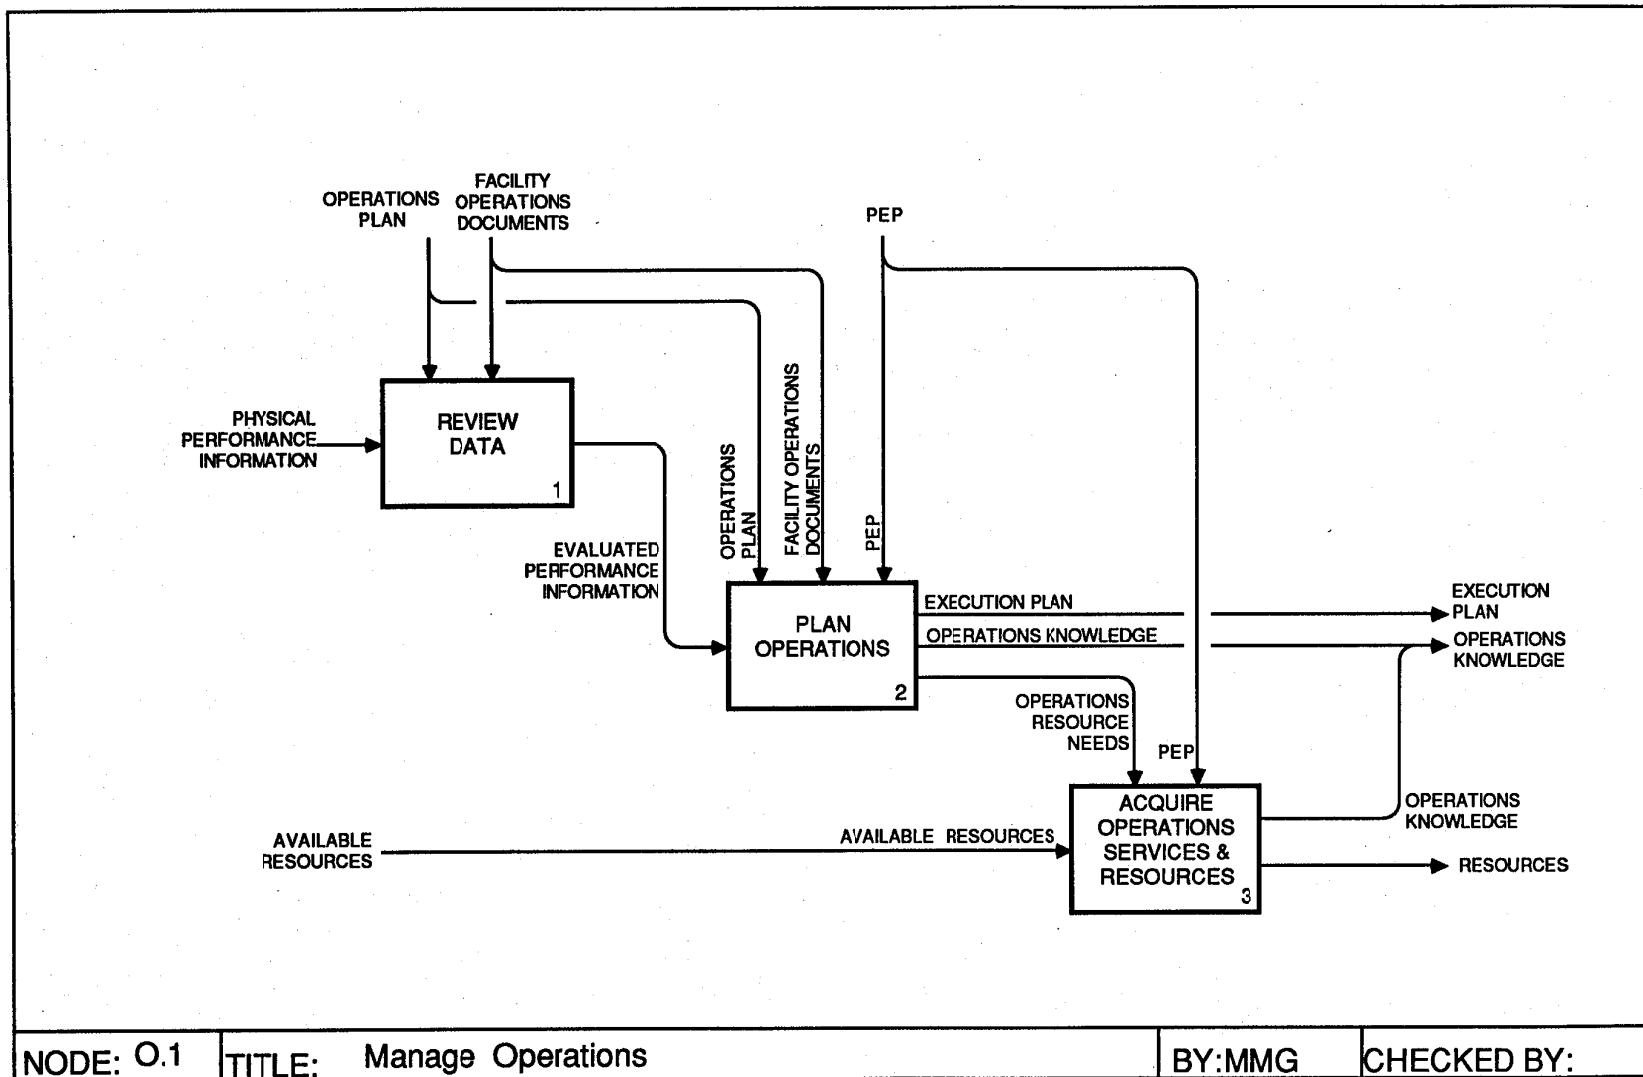 FACILITY
OPERATIONS
DOCUMENTS
OPERATIONS
PLAN
PEP
PHYSICAL
PERFORMANCE
INFORMATION
REVIEW
DATA
1
OPERATIONS
PLAN
FACILITY OPERATIONS
DOCUMENTS
PEP
EVALUATED
PERFORMANCE
INFORMATION
PLAN
OPERATIONS
2
EXECUTION PLAN
OPERATIONS KNOWLEDGE
EXECUTION
PLAN
OPERATIONS
KNOWLEDGE
OPERATIONS
RESOURCE
NEEDS
PEP
AVAILABLE
RESOURCES
AVAILABLE RESOURCES
ACQUIRE
OPERATIONS
SERVICES &
RESOURCES
3
OPERATIONS
KNOWLEDGE
RESOURCES
NODE: O.1
TITLE: Manage Operations
BY:MMG
CHECKED BY: